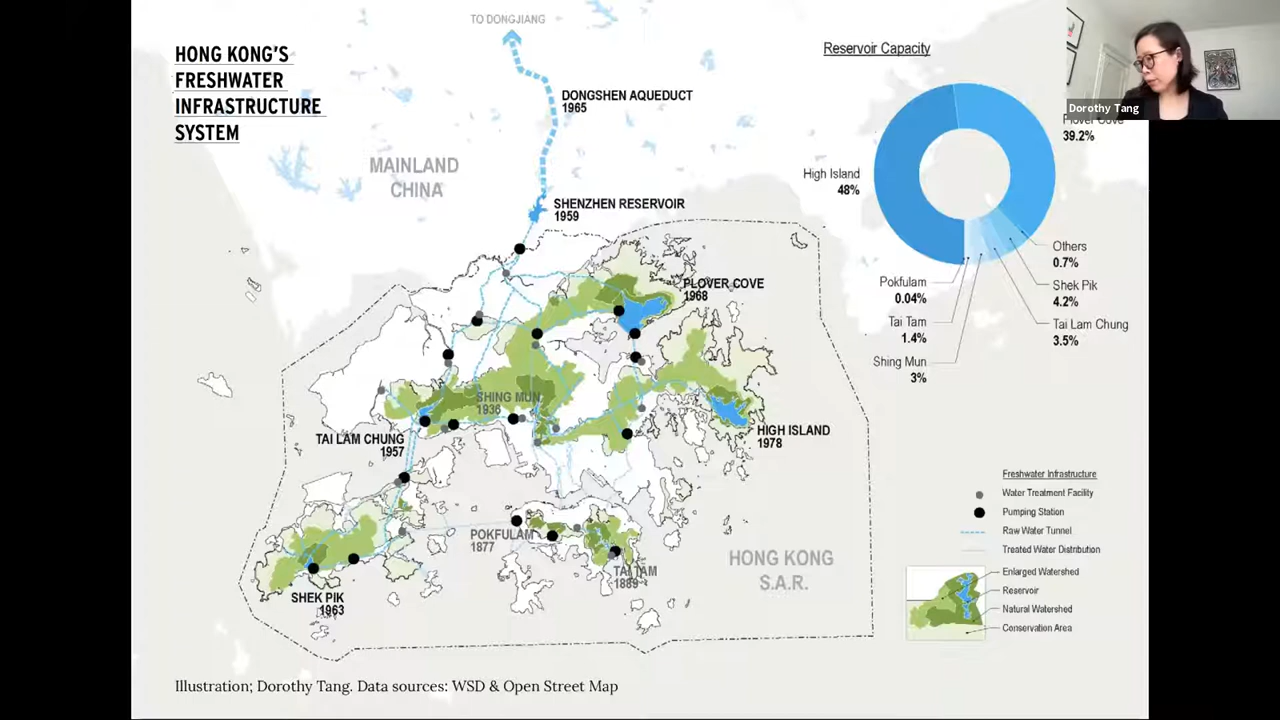 TO DONGJIANG
HONG KONG'S
FRESHWATER
INFRASTRUCTURE
SYSTEM
Reservoir Capacity
Dorothy Tang
DONGSHEN AQUEDUCT
1965
MAINLAND
CHINA
Plover Cove
39.2%
High Island
48%
SHENZHEN RESERVOIR
1959
Others
0.7%
PLOVER COVE
1968
Pokfulam
0.04%
Shek Pik
4.2%
Tai Tam
1.4%
Tai Lam Chung
3.5%
Shing Mun
3%
SHING MUN
1936
TAI LAM CHUNG
1957
HIGH ISLAND
1978
Freshwater Infrastructure
Water Treatment Facility
Pumping Station
Raw Water Tunnel
Treated Water Distribution
POKFULAM
1877
HONG KONG
S.A.R.
TAI TAM
1889
Enlarged Watershed
Reservoir
Natural Watershed
Conservation Area
SHEK PIK
1963
Illustration; Dorothy Tang. Data sources: WSD & Open Street Map